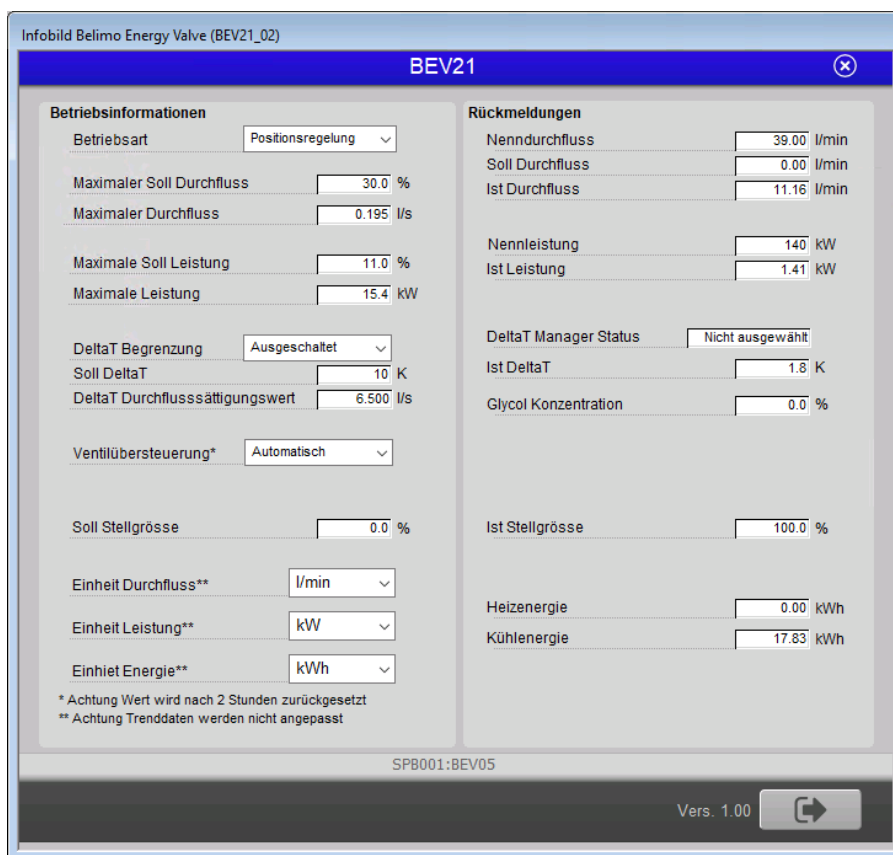 Infobild Belimo Energy Valve (BEV21_02)
BEV21
Betriebsinformationen
Betriebsart Positionsregelung
Maximaler Soll Durchfluss 30.0 %
Maximaler Durchfluss 0.195 l/s
Maximale Soll Leistung 11.0 %
Maximale Leistung 15.4 kW
DeltaT Begrenzung Ausgeschaltet
Soll DeltaT 10 K
DeltaT Durchflusssättigungswert 6.500 l/s
Ventilübersteuerung* Automatisch
Soll Stellgrösse 0.0 %
Einheit Durchfluss** l/min
Einheit Leistung** kW
Einhiet Energie** kWh
* Achtung Wert wird nach 2 Stunden zurückgesetzt
** Achtung Trenddaten werden nicht angepasst
Rückmeldungen
Nenndurchfluss 39.00 l/min
Soll Durchfluss 0.00 l/min
Ist Durchfluss 11.16 l/min
Nennleistung 140 kW
Ist Leistung 1.41 kW
DeltaT Manager Status Nicht ausgewählt
Ist DeltaT 1.8 K
Glycol Konzentration 0.0 %
Ist Stellgrösse 100.0 %
Heizenergie 0.00 kWh
Kühlenergie 17.83 kWh
SPB001:BEV05
Vers. 1.00